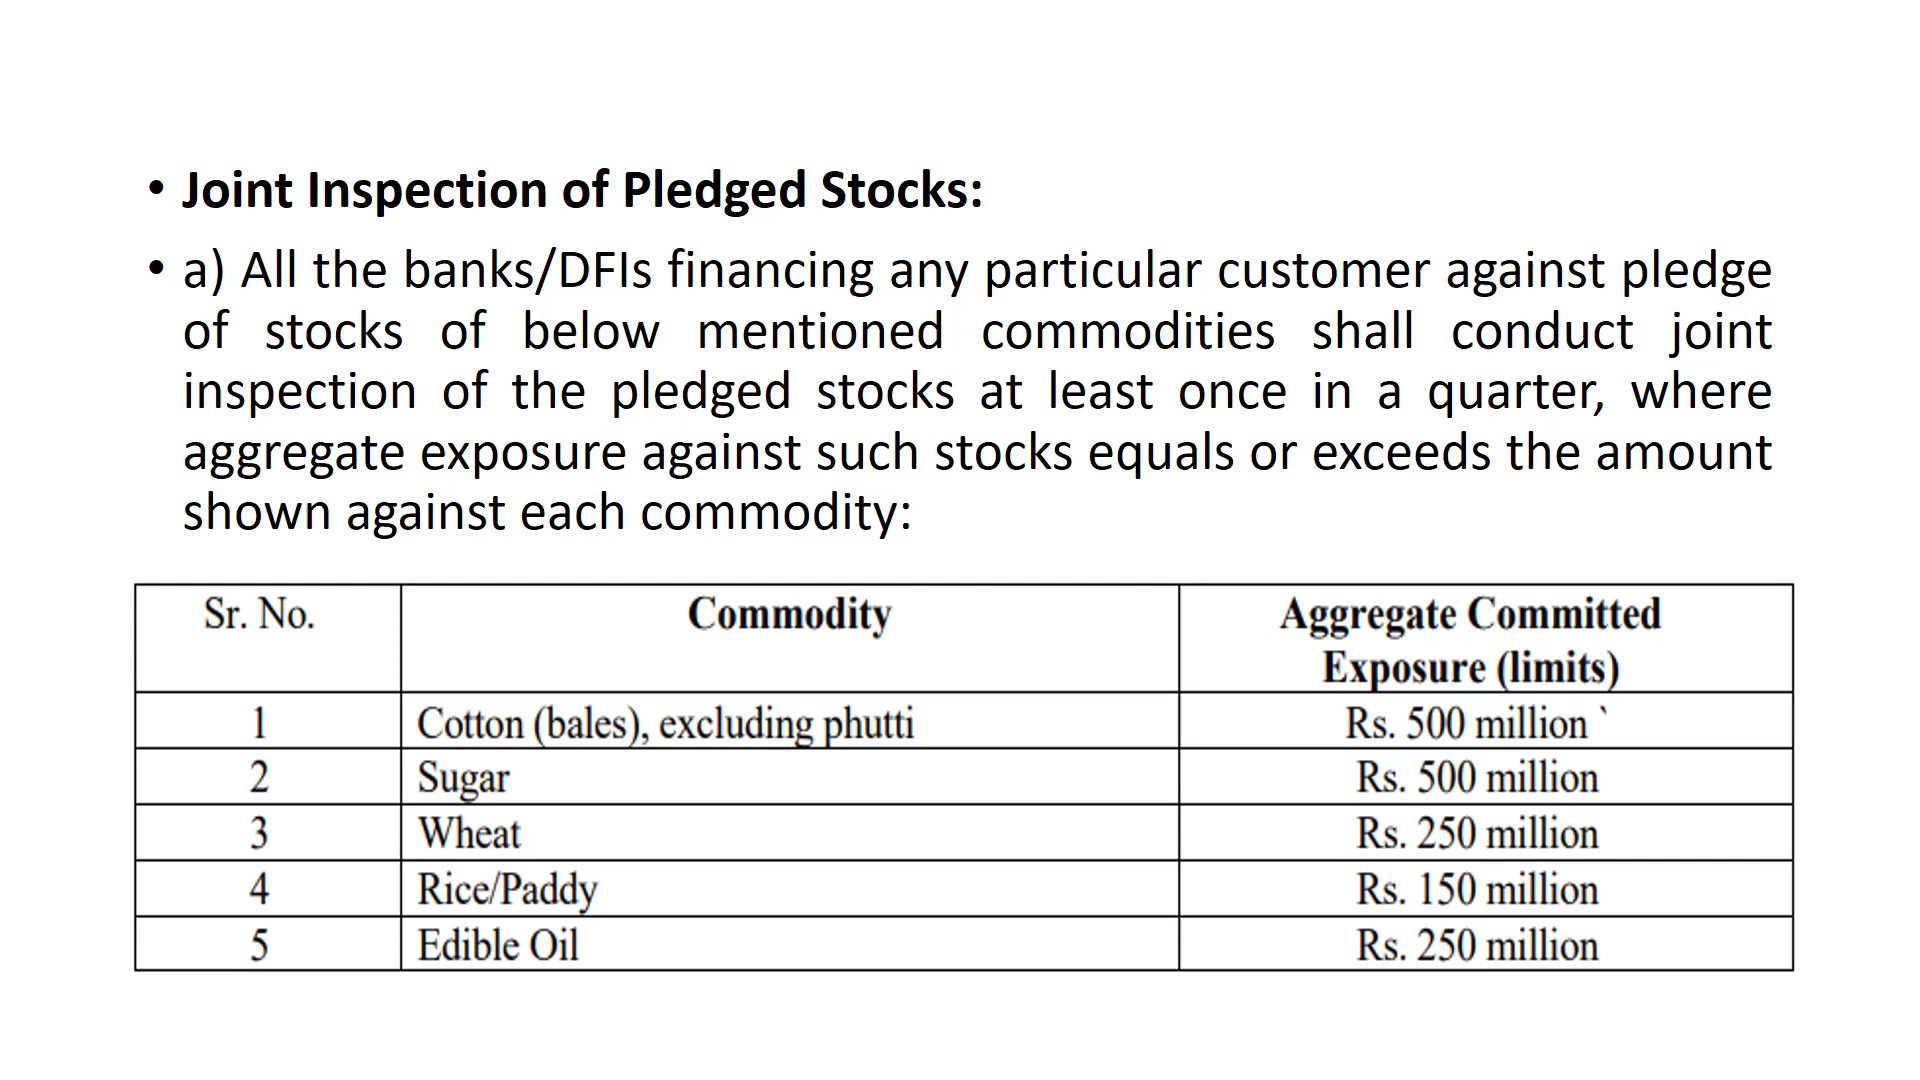 • Joint Inspection of Pledged Stocks:
• a) All the banks/DFIs financing any particular customer against pledge
of stocks of below mentioned commodities shall conduct joint
inspection of the pledged stocks at least once in a quarter, where
aggregate exposure against such stocks equals or exceeds the amount
shown against each commodity:
Sr. No. Commodity Aggregate Committed
Exposure (limits)
1 Cotton (bales), excluding phutti Rs. 500 million `
2 Sugar Rs. 500 million
3 Wheat Rs. 250 million
4 Rice/Paddy Rs. 150 million
5 Edible Oil Rs. 250 million